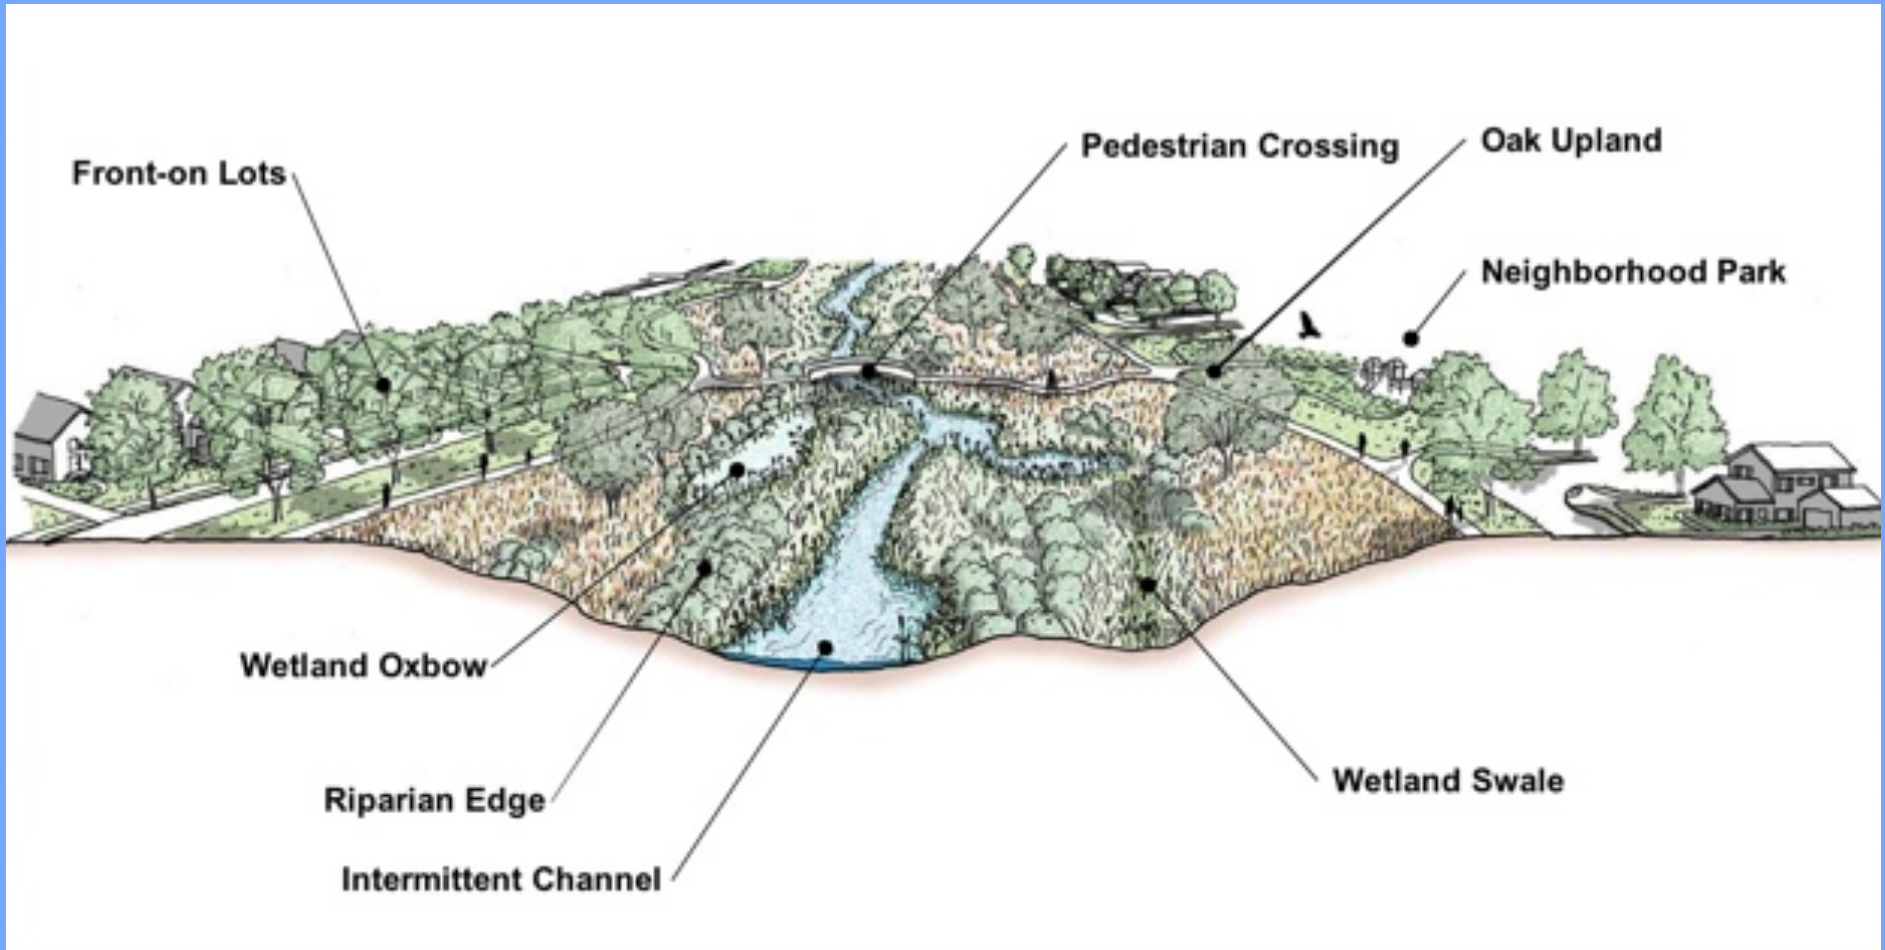 Pedestrian Crossing
Oak Upland
Front-on Lots
Neighborhood Park
Wetland Oxbow
Riparian Edge
Wetland Swale
Intermittent Channel